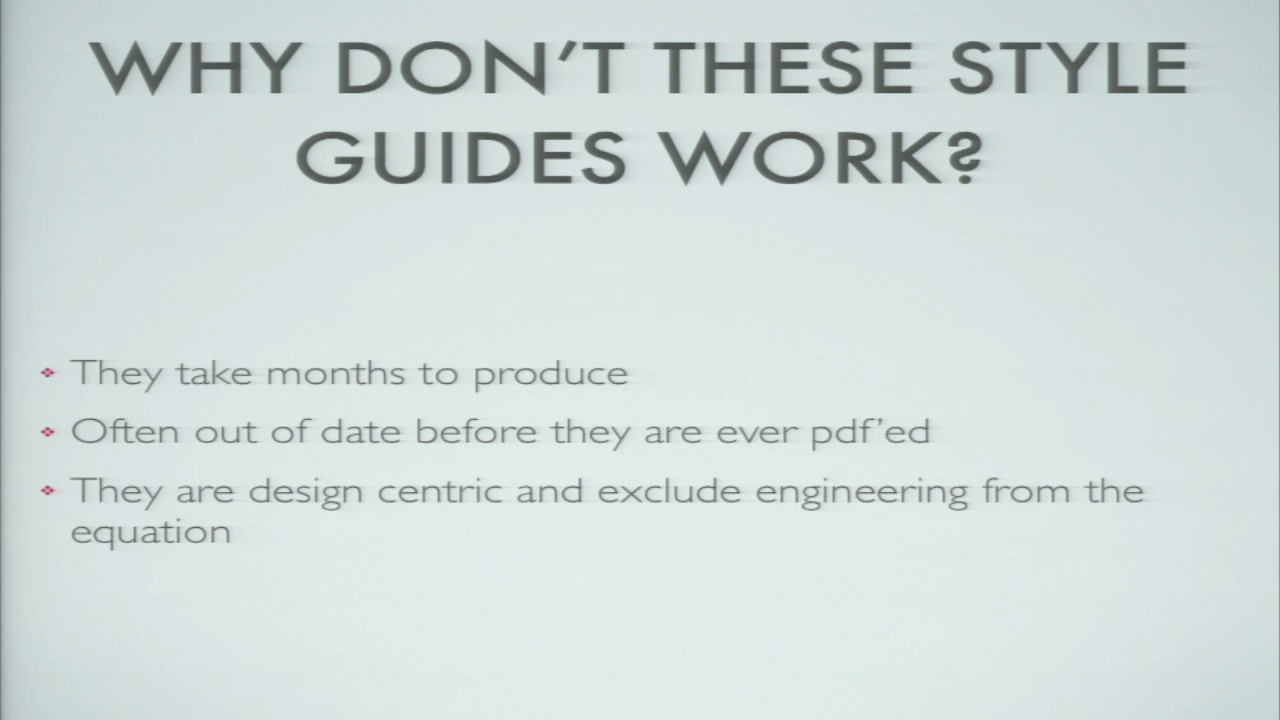 WHY DON'T THESE STYLE
GUIDES WORK?
They take months to produce
Often out of date before they are ever pdf'ed
They are design centric and exclude engineering from the
equation